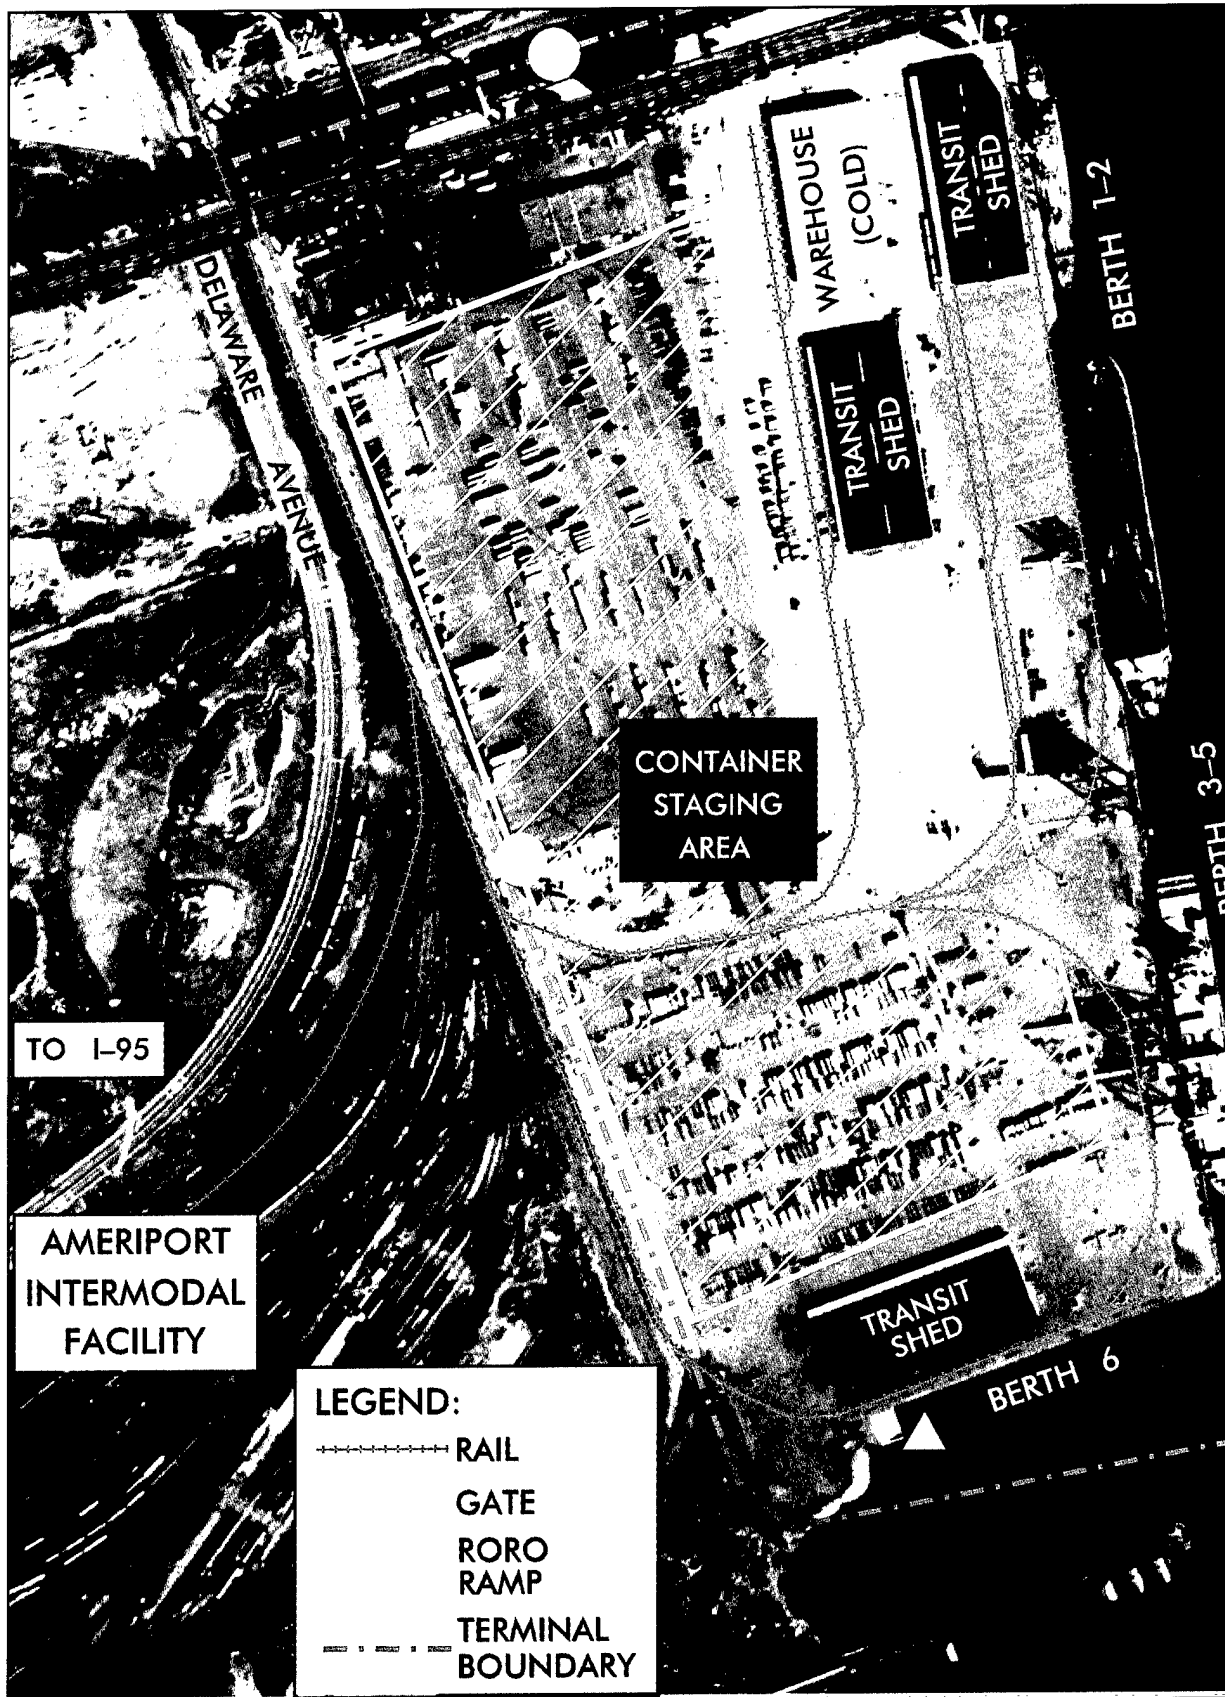 WAREHOUSE
(COLD)
TRANSIT
SHED
BERTH 1–2
DELAWARE
AVENUE
TRANSIT
SHED
CONTAINER
STAGING
AREA
BERTH 3–5
TO I–95
AMERIPORT
INTERMODAL
FACILITY
TRANSIT
SHED
BERTH 6
LEGEND:
RAIL
GATE
RORO
RAMP
TERMINAL
BOUNDARY